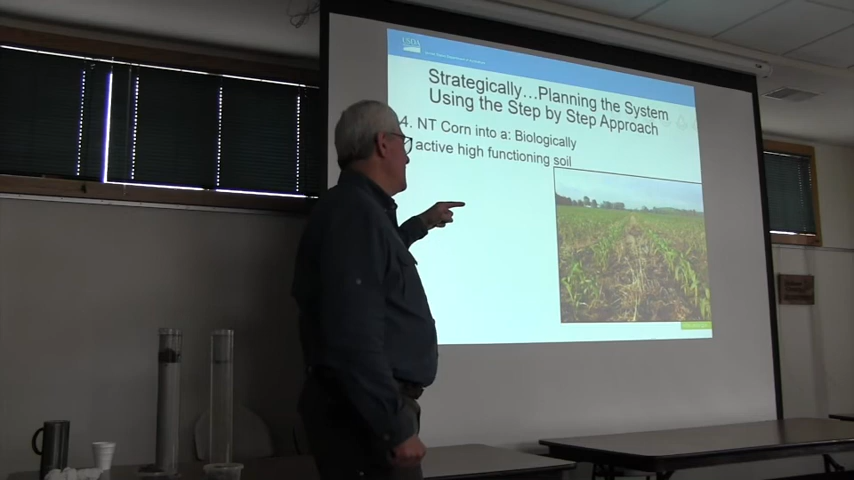 USDA
Strategically...Planning the System
Using the Step by Step Approach
4. NT Corn into a: Biologically
active high functioning soil